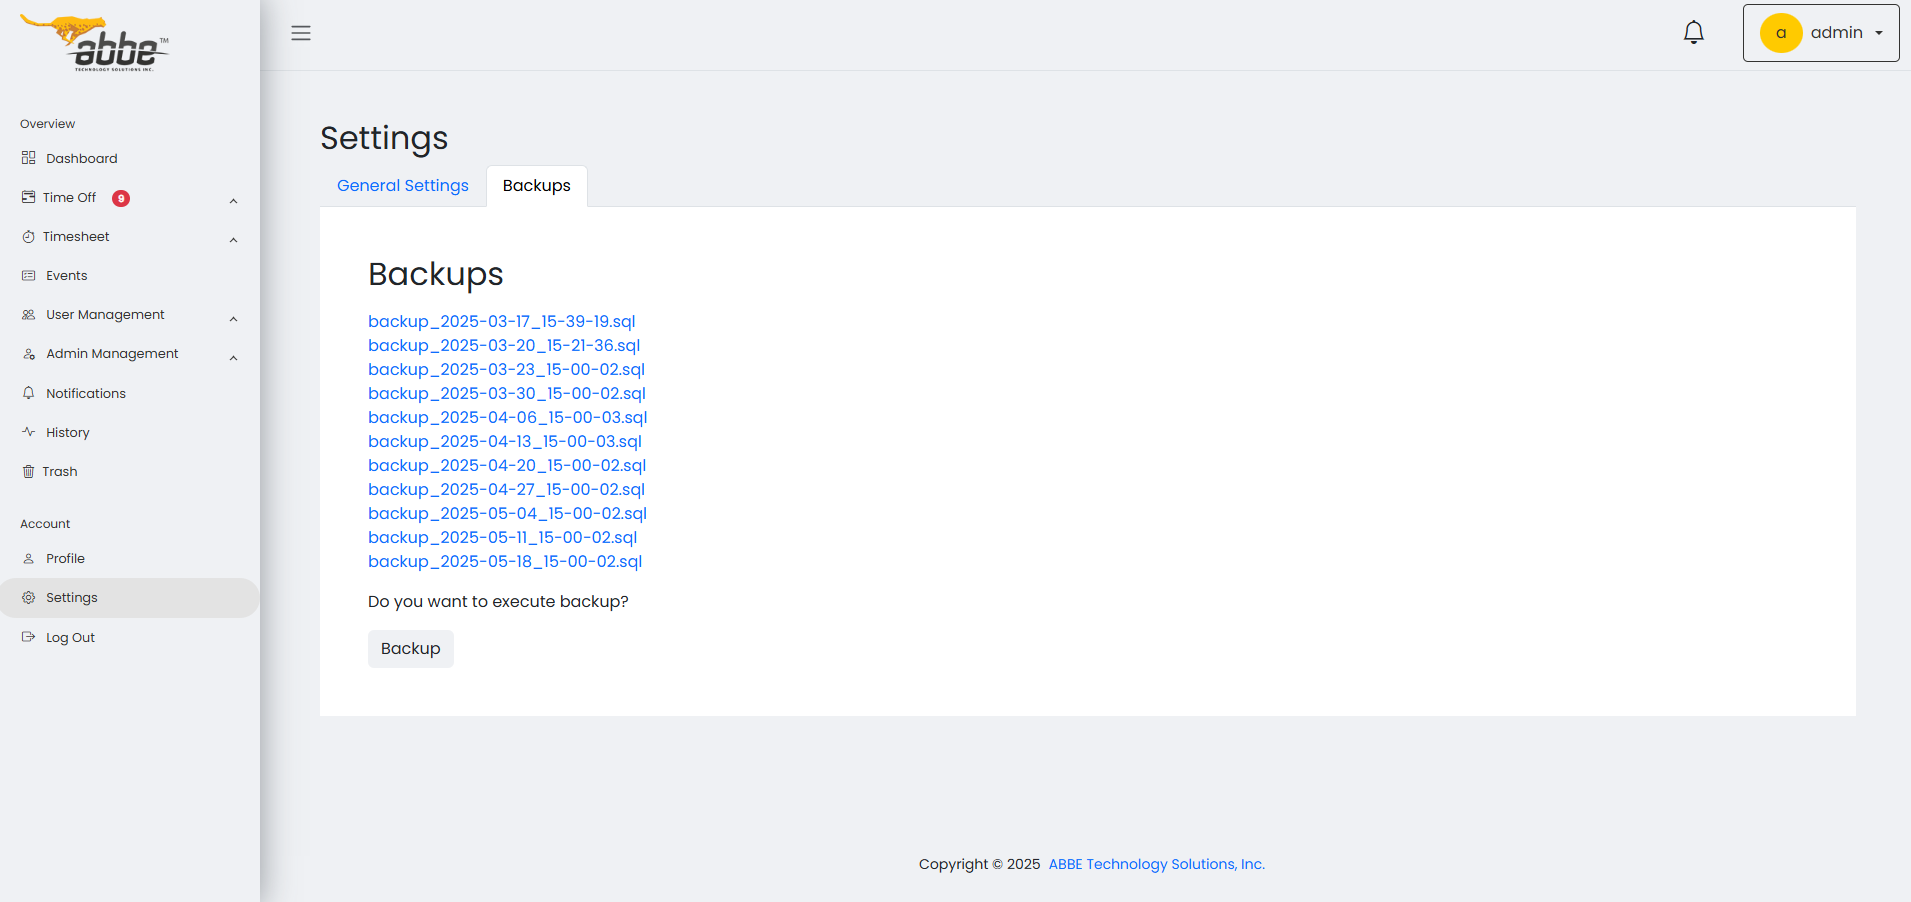 abbe™
TECHNOLOGY SOLUTIONS INC.
a admin
Overview
Dashboard
Time Off 9
Timesheet
Events
User Management
Admin Management
Notifications
History
Trash
Account
Profile
Settings
Log Out
Settings
General Settings Backups
Backups
backup_2025-03-17_15-39-19.sql
backup_2025-03-20_15-21-36.sql
backup_2025-03-23_15-00-02.sql
backup_2025-03-30_15-00-02.sql
backup_2025-04-06_15-00-03.sql
backup_2025-04-13_15-00-03.sql
backup_2025-04-20_15-00-02.sql
backup_2025-04-27_15-00-02.sql
backup_2025-05-04_15-00-02.sql
backup_2025-05-11_15-00-02.sql
backup_2025-05-18_15-00-02.sql
Do you want to execute backup?
Backup
Copyright © 2025 ABBE Technology Solutions, Inc.